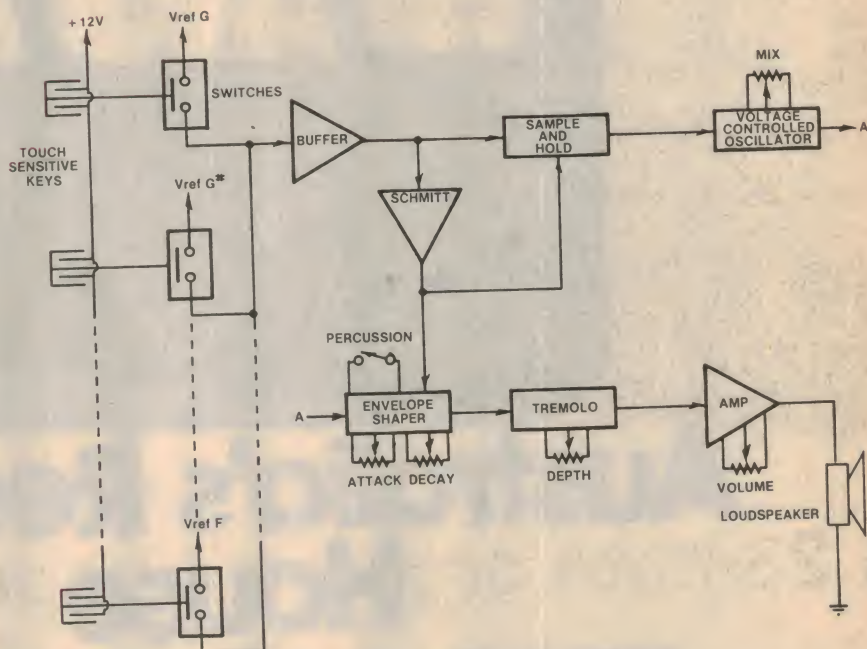 +12V
Vref G
SWITCHES
TOUCH
SENSITIVE
KEYS
Vref G#
BUFFER
SCHMITT
SAMPLE
AND
HOLD
MIX
VOLTAGE
CONTROLLED
OSCILLATOR
A
PERCUSSION
A
ENVELOPE
SHAPER
ATTACK DECAY
TREMOLO
DEPTH
AMP
VOLUME
LOUDSPEAKER
Vref F